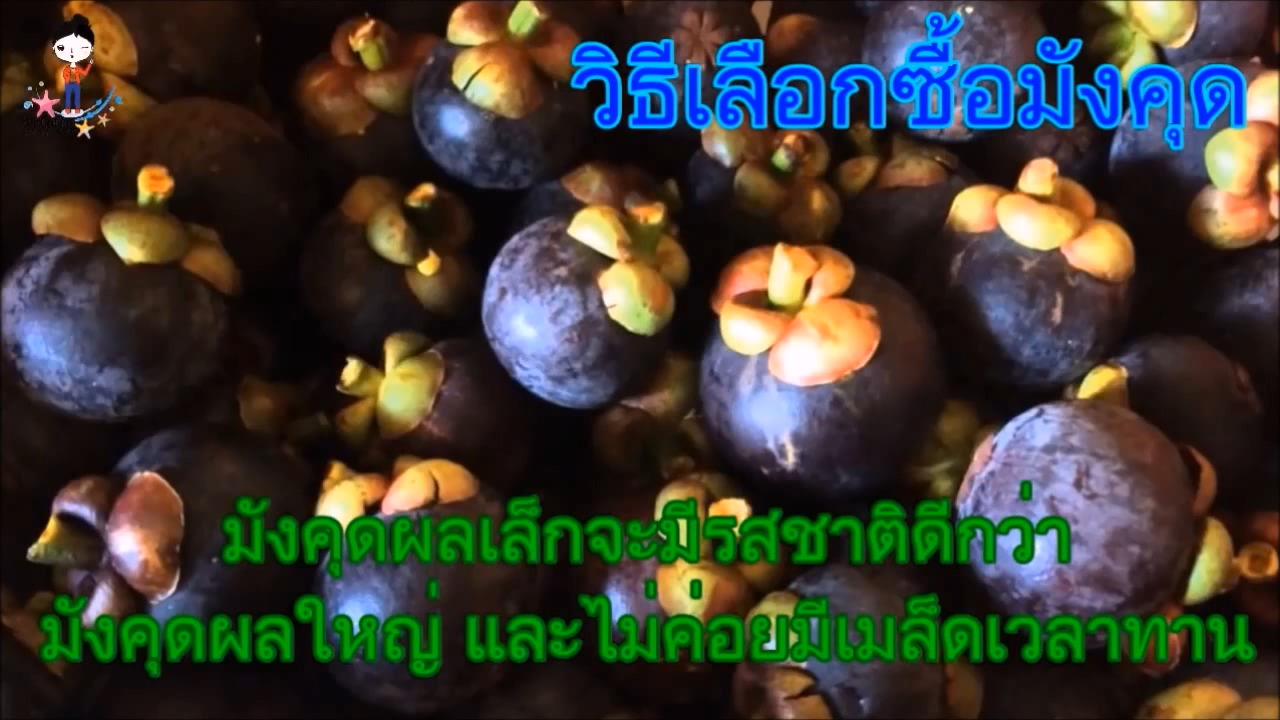 วิธีเลือกซื้อมังคุด
มังคุดผลเล็กจะมีรสชาติดีกว่า
มังคุดผลใหญ่ และไม่ค่อยมีเมล็ดเวลาทาน